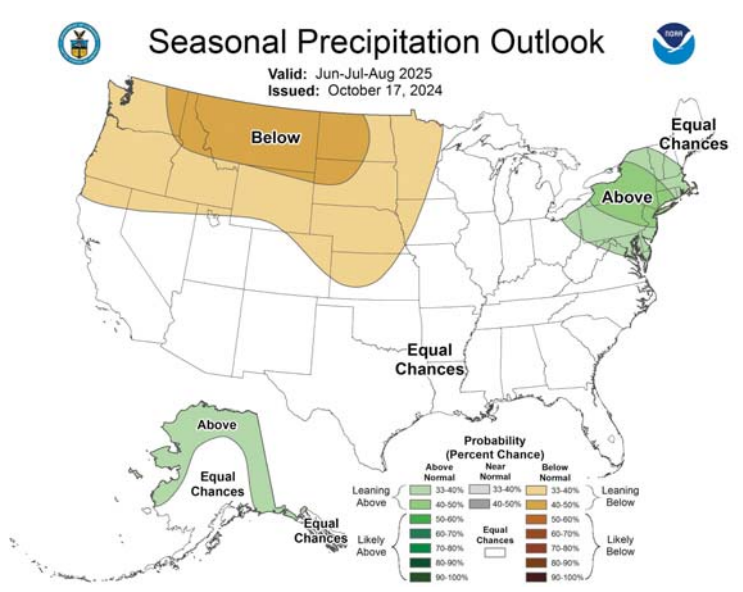 Seasonal Precipitation Outlook
NOAA
Valid: Jun-Jul-Aug 2025
Issued: October 17, 2024
Below
Equal
Chances
Above
Equal
Chances
Above
Equal
Chances
Equal
Chances
Probability
(Percent Chance)
Above
Normal
Near
Normal
Below
Normal
Leaning
Above
33-40%
33-40%
33-40%
Leaning
Below
40-50%
40-50%
40-50%
Likely
Above
50-60%
60-70%
70-80%
80-90%
90-100%
Equal
Chances
50-60%
60-70%
70-80%
80-90%
90-100%
Likely
Below